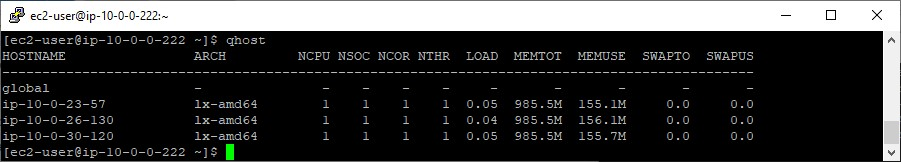 ec2-user@ip-10-0-0-222:~
[ec2-user@ip-10-0-0-222 ~]$ qhost
HOSTNAME                ARCH         NCPU NSOC NCOR NTHR  LOAD  MEMTOT  MEMUSE  SWAPTO  SWAPUS
----------------------------------------------------------------------------------------------
global                  -               -    -    -    -     -       -       -       -       -
ip-10-0-23-57           lx-amd64        1    1    1    1  0.05  985.5M  155.1M     0.0     0.0
ip-10-0-26-130          lx-amd64        1    1    1    1  0.04  985.5M  156.1M     0.0     0.0
ip-10-0-30-120          lx-amd64        1    1    1    1  0.05  985.5M  155.7M     0.0     0.0
[ec2-user@ip-10-0-0-222 ~]$